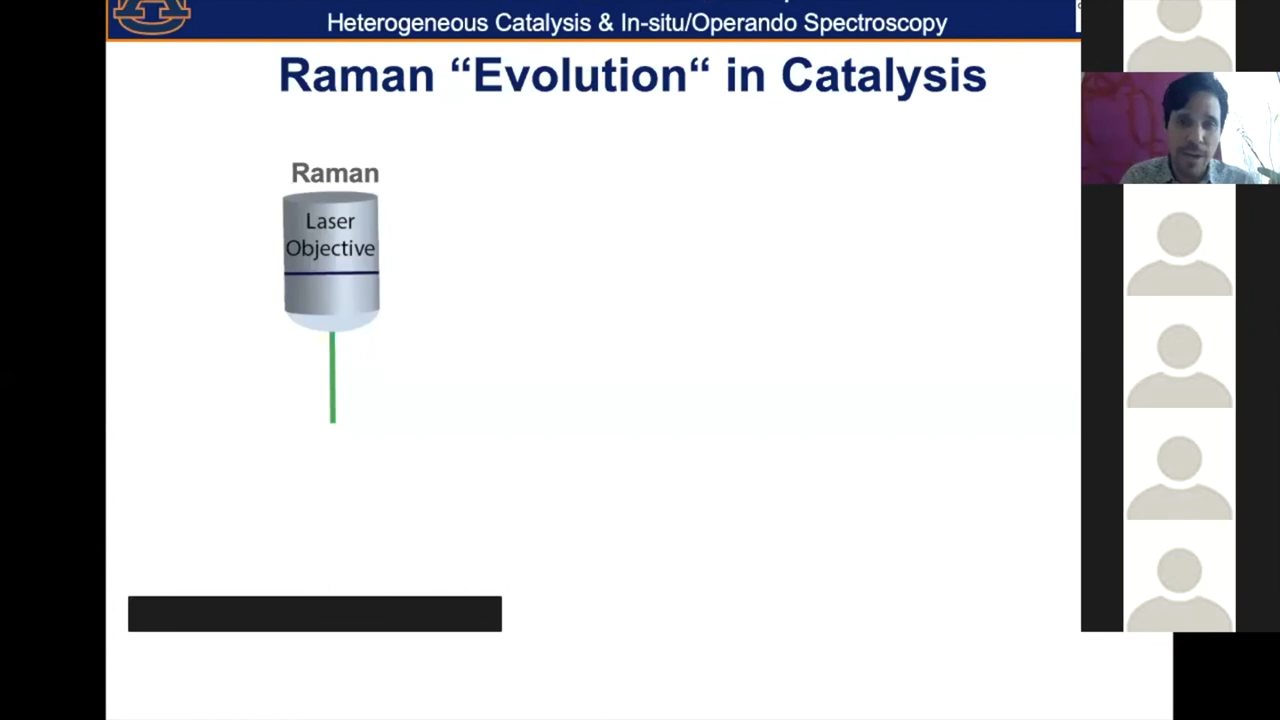 Heterogeneous Catalysis & In-situ/Operando Spectroscopy
Raman “Evolution“ in Catalysis
Raman
Laser
Objective